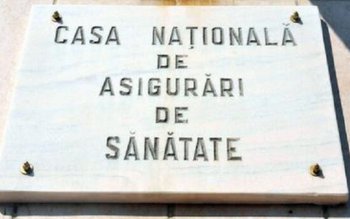 CASA NAȚIONALĂ
DE
ASIGURĂRI
DE
SĂNĂTATE